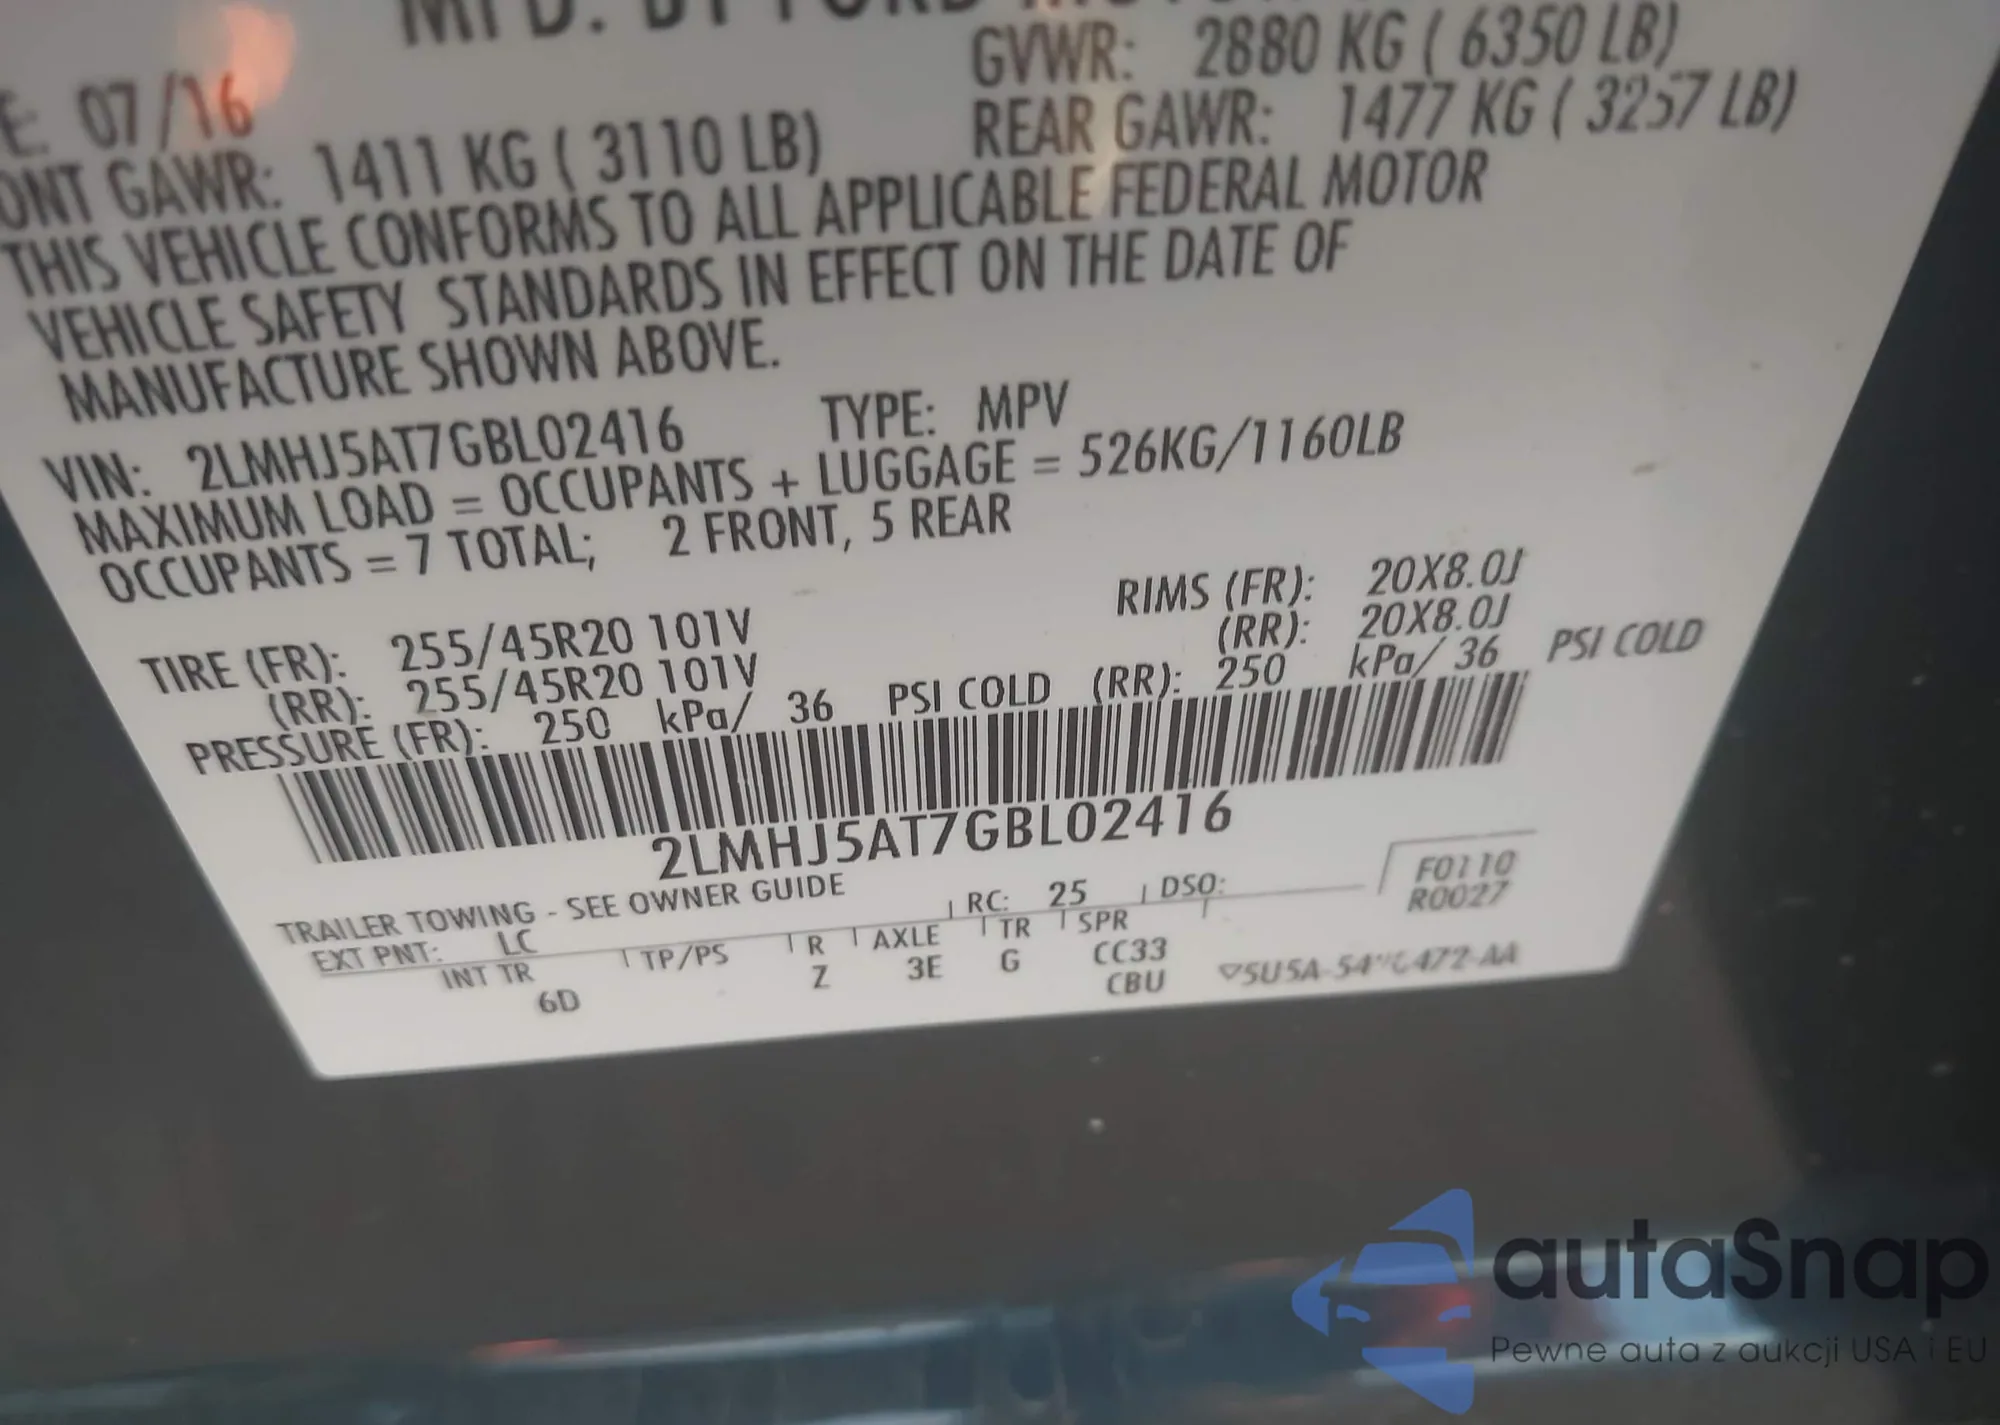 MFD. BY FORD
E: 07/16
GVWR: 2880 KG ( 6350 LB)
ONT GAWR: 1411 KG ( 3110 LB)
REAR GAWR: 1477 KG ( 3257 LB)
THIS VEHICLE CONFORMS TO ALL APPLICABLE FEDERAL MOTOR
VEHICLE SAFETY STANDARDS IN EFFECT ON THE DATE OF
MANUFACTURE SHOWN ABOVE.
VIN: 2LMHJ5AT7GBL02416 TYPE: MPV
MAXIMUM LOAD = OCCUPANTS + LUGGAGE = 526KG/1160LB
OCCUPANTS = 7 TOTAL; 2 FRONT, 5 REAR
TIRE (FR): 255/45R20 101V RIMS (FR): 20X8.0J
(RR): 255/45R20 101V (RR): 20X8.0J
PRESSURE (FR): 250 kPa/ 36 PSI COLD (RR): 250 kPa/ 36 PSI COLD
2LMHJ5AT7GBL02416
TRAILER TOWING - SEE OWNER GUIDE
F0110
R0027
EXT PNT: LC RC: 25 DSO:
INT TR TP/PS R AXLE TR SPR
6D Z 3E G CC33
CBU
autaSnap
Pewne auta z aukcji USA i EU